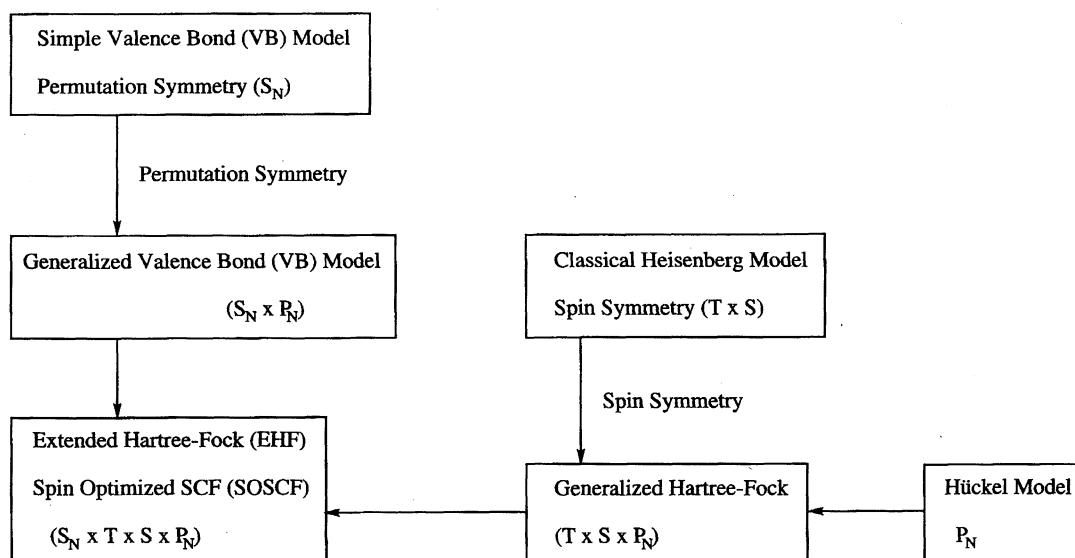 Simple Valence Bond (VB) Model
Permutation Symmetry (S_N)
Permutation Symmetry
Generalized Valence Bond (VB) Model
(S_N x P_N)
Classical Heisenberg Model
Spin Symmetry (T x S)
Spin Symmetry
Extended Hartree-Fock (EHF)
Spin Optimized SCF (SOSCF)
(S_N x T x S x P_N)
Generalized Hartree-Fock
(T x S x P_N)
Hückel Model
P_N